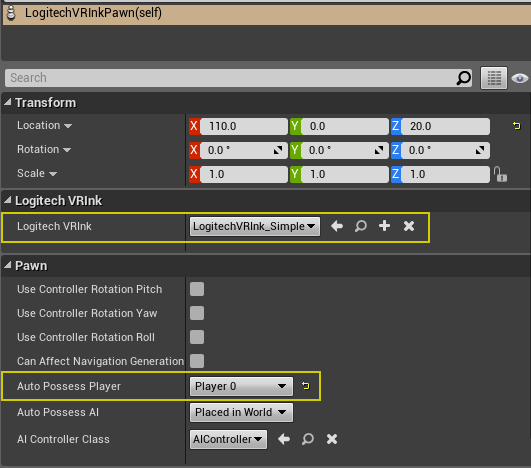 LogitechVRInkPawn(self)
Search
Transform
Location X 110.0 Y 0.0 Z 20.0
Rotation X 0.0 ° Y 0.0 ° Z 0.0 °
Scale X 1.0 Y 1.0 Z 1.0
Logitech VRInk
Logitech VRInk LogitechVRInk_Simple
Pawn
Use Controller Rotation Pitch
Use Controller Rotation Yaw
Use Controller Rotation Roll
Can Affect Navigation Generation
Auto Possess Player Player 0
Auto Possess AI Placed in World
AI Controller Class AIController